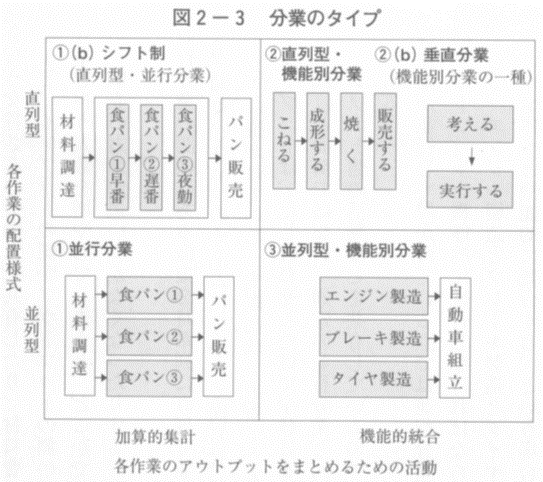 図2－3　分業のタイプ
①(b) シフト制
(直列型・並行分業)
材料調達
食パン①早番
食パン②遅番
食パン③夜勤
パン販売
②直列型・
機能別分業
こねる
成形する
焼く
販売する
②(b) 垂直分業
(機能別分業の一種)
考える
実行する
直列型
各作業の配置様式
並列型
①並行分業
材料調達
食パン①
食パン②
食パン③
パン販売
③並列型・機能別分業
エンジン製造
ブレーキ製造
タイヤ製造
自動車組立
加算的集計
機能的統合
各作業のアウトプットをまとめるための活動